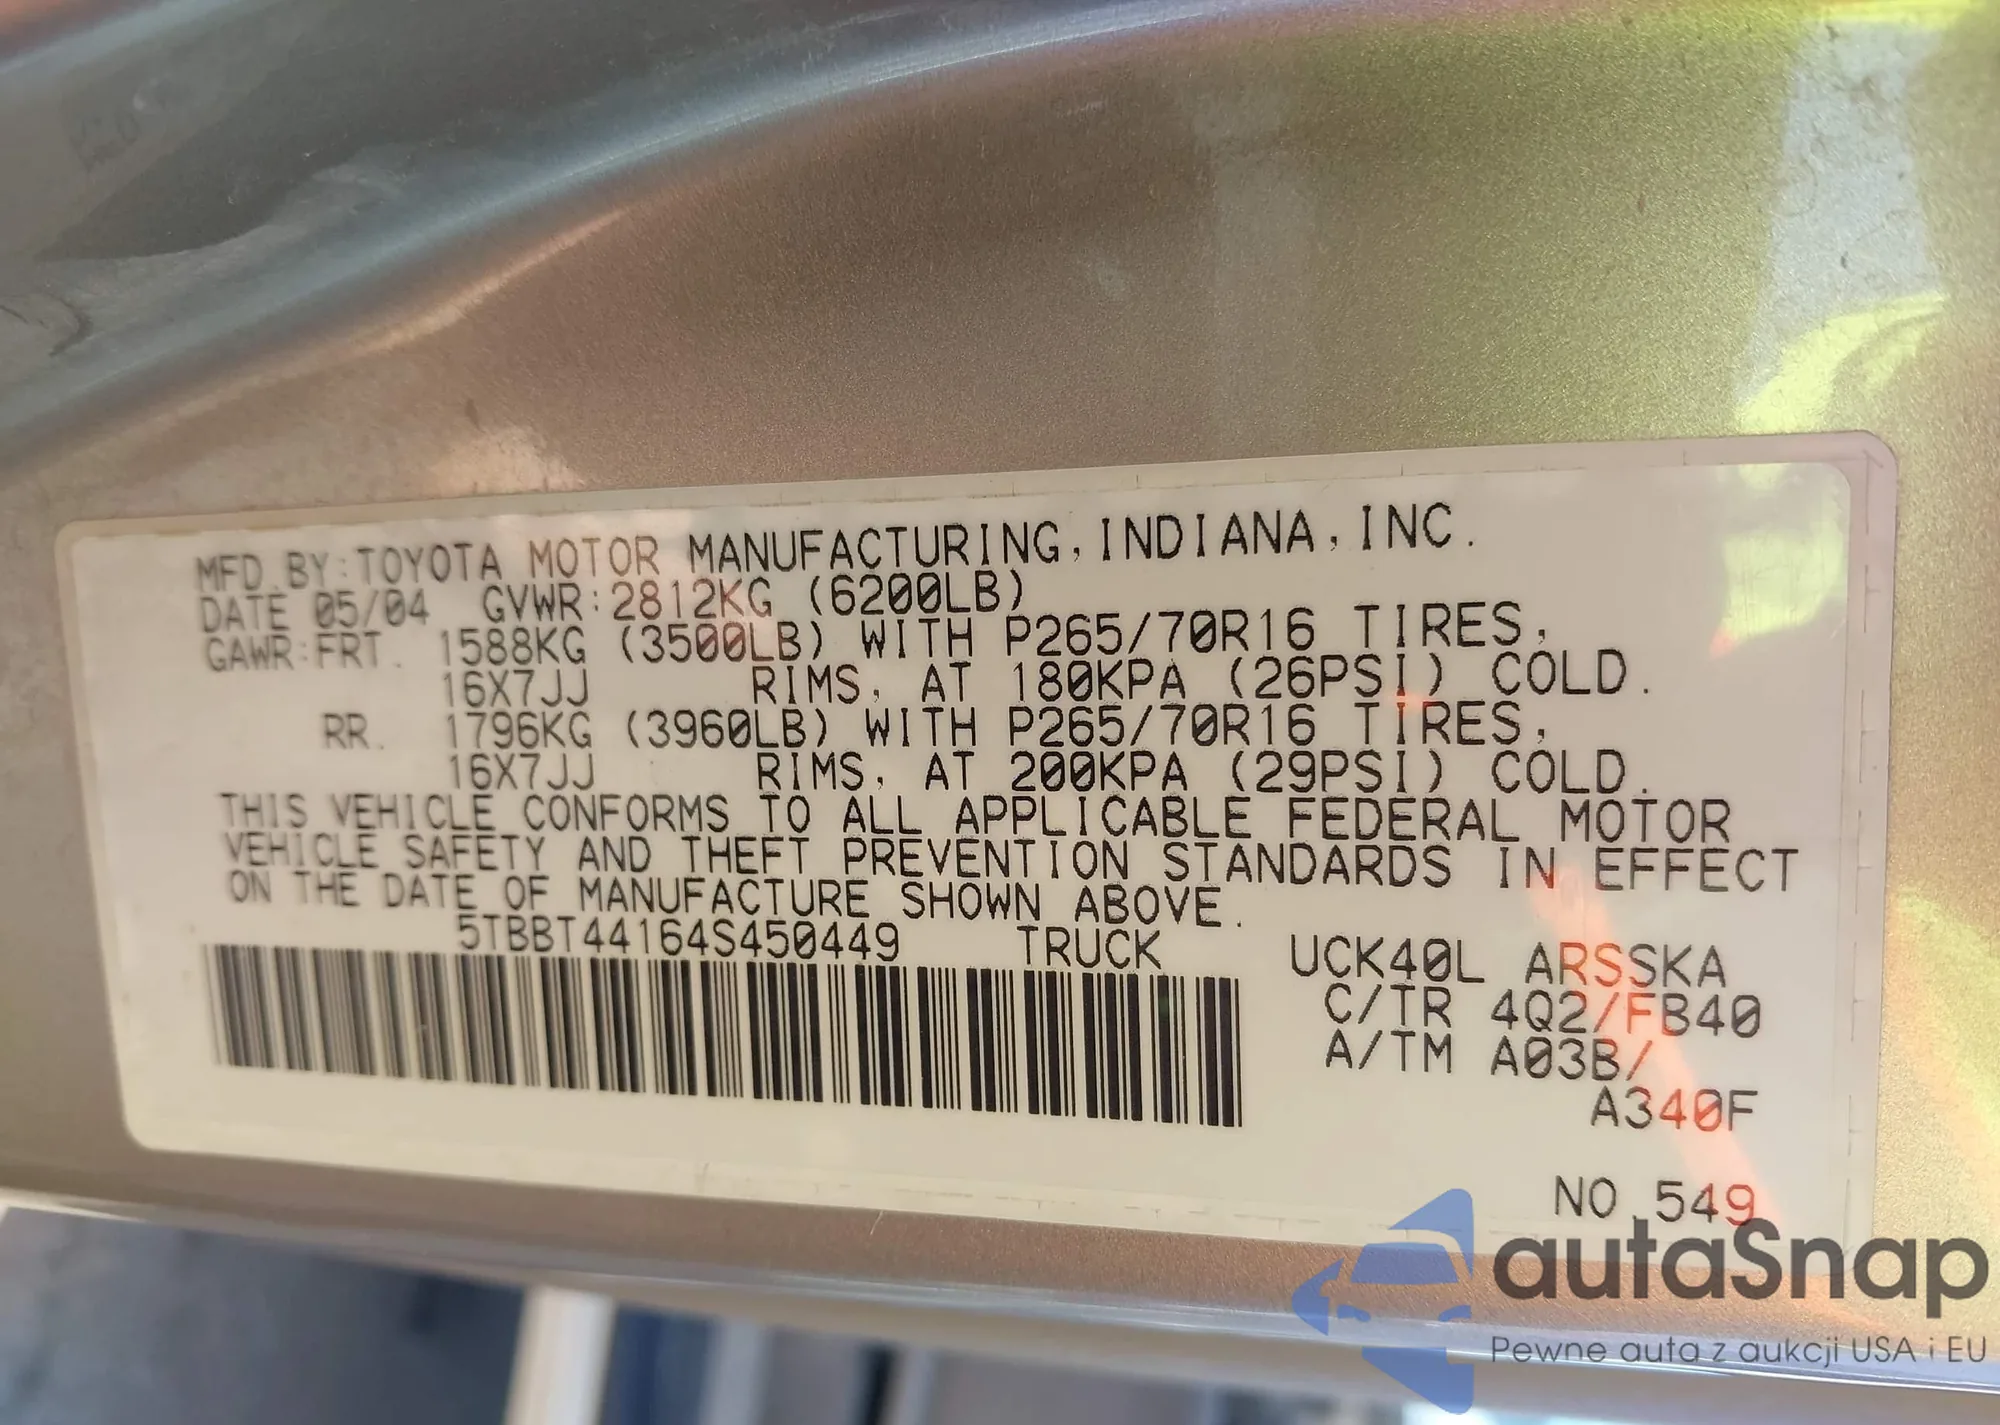 MFD.BY:TOYOTA MOTOR MANUFACTURING,INDIANA,INC.
DATE 05/04 GVWR:2812KG (6200LB)
GAWR:FRT. 1588KG (3500LB) WITH P265/70R16 TIRES,
16X7JJ RIMS, AT 180KPA (26PSI) COLD.
RR. 1796KG (3960LB) WITH P265/70R16 TIRES,
16X7JJ RIMS, AT 200KPA (29PSI) COLD.
THIS VEHICLE CONFORMS TO ALL APPLICABLE FEDERAL MOTOR
VEHICLE SAFETY AND THEFT PREVENTION STANDARDS IN EFFECT
ON THE DATE OF MANUFACTURE SHOWN ABOVE.
5TBBT44164S450449 TRUCK UCK40L ARSSKA
C/TR 4Q2/FB40
A/TM A03B/
A340F
NO.549
autaSnap
Pewne auta z aukcji USA i EU